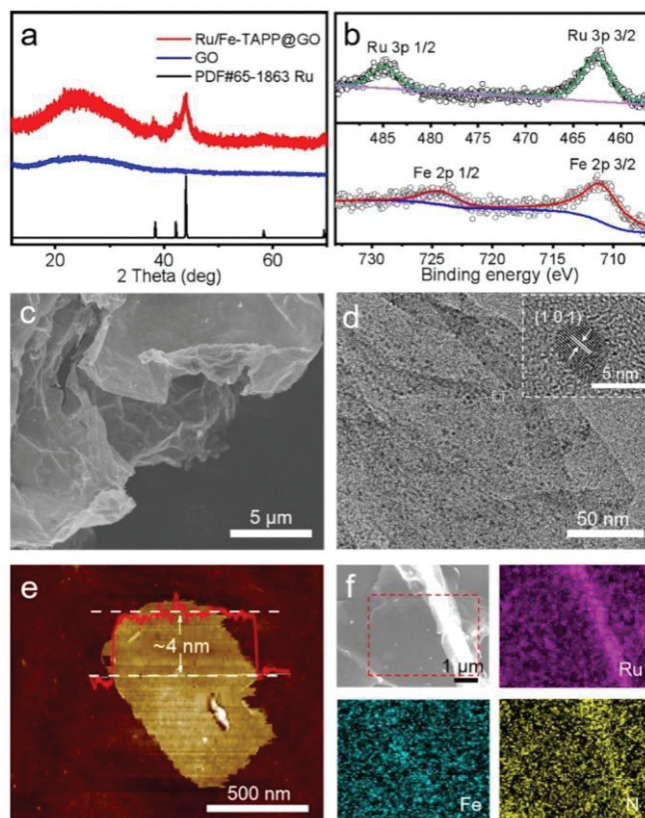 a
Ru/Fe-TAPP@GO
GO
PDF#65-1863 Ru
20 40 60
2 Theta (deg)
b
Ru 3p 1/2 Ru 3p 3/2
485 480 475 470 465 460
Fe 2p 1/2 Fe 2p 3/2
730 725 720 715 710
Binding energy (eV)
c
5 μm
d
(1 0 1)
5 nm
50 nm
e
~4 nm
500 nm
f
1 μm
Ru
Fe
N